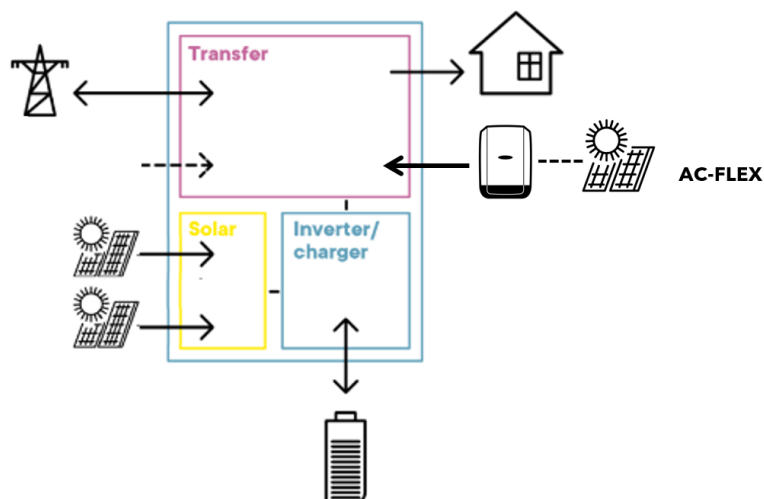 Transfer
AC-FLEX
Solar
Inverter/
charger